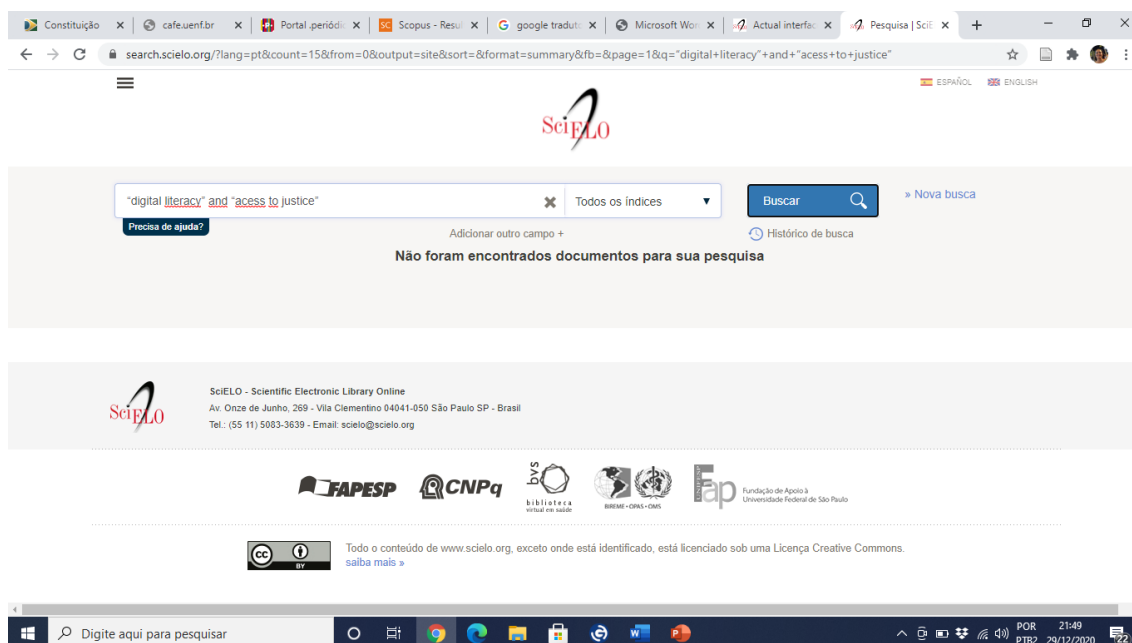 Constituição
cafe.uenf.br
Portal .periódic
Scopus - Resul
google traduto
Microsoft Wor
Actual interfac
Pesquisa | SciE
search.scielo.org/?lang=pt&count=15&from=0&output=site&sort=&format=summary&fb=&page=1&q="digital+literacy"+and+"acess+to+justice"
ESPAÑOL ENGLISH
SciELO
"digital literacy" and "acess to justice"
Todos os índices
Buscar
» Nova busca
Precisa de ajuda?
Adicionar outro campo +
Histórico de busca
Não foram encontrados documentos para sua pesquisa
SciELO
SciELO - Scientific Electronic Library Online
Av. Onze de Junho, 269 - Vila Clementino 04041-050 São Paulo SP - Brasil
Tel.: (55 11) 5083-3639 - Email: scielo@scielo.org
FAPESP
CNPq
bvs
biblioteca
virtual em saúde
BIREME • OPAS • OMS
UNIFESP
Fap
Fundação de Apoio à
Universidade Federal de São Paulo
cc BY
Todo o conteúdo de www.scielo.org, exceto onde está identificado, está licenciado sob uma Licença Creative Commons.
saiba mais »
Digite aqui para pesquisar
POR
PTB2
21:49
29/12/2020
22